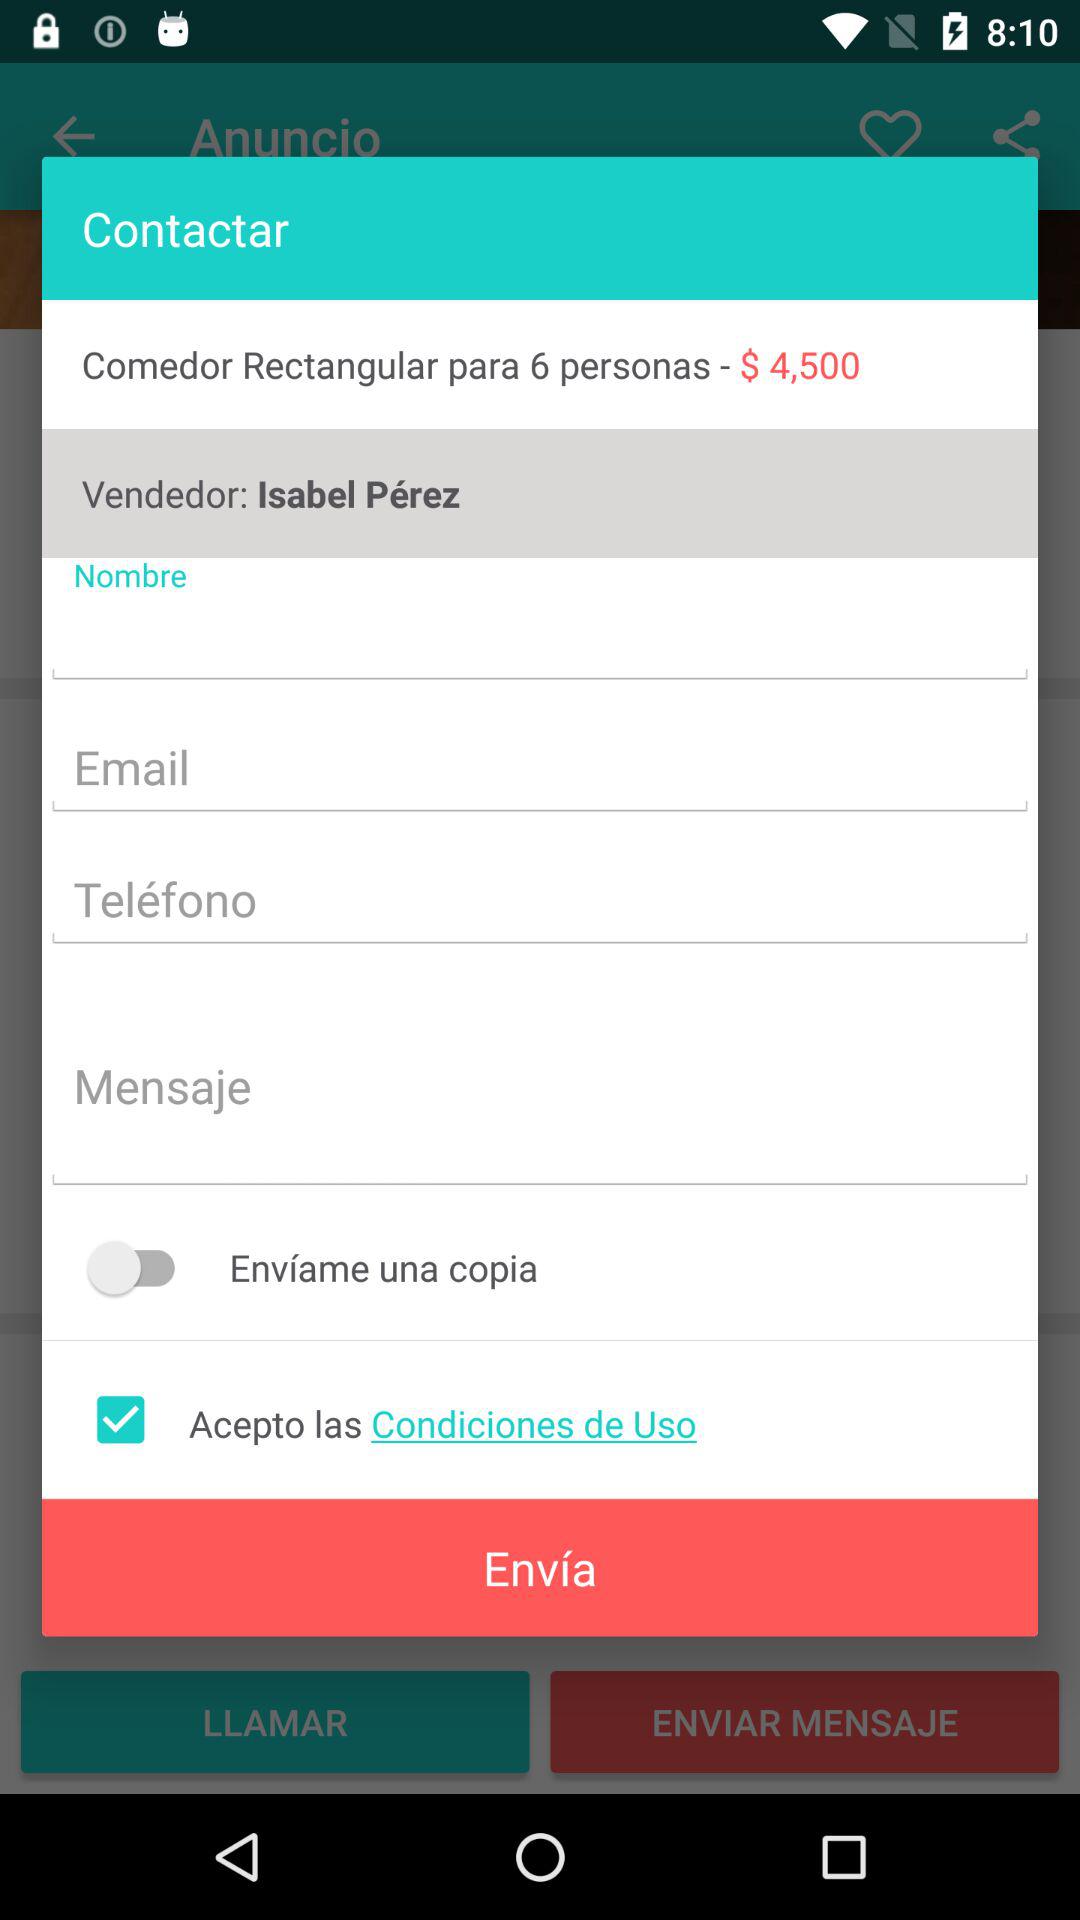 8:10
Anuncio
Contactar
Comedor Rectangular para 6 personas - $ 4,500
Vendedor: Isabel Pérez
Nombre
Email
Teléfono
Mensaje
Envíame una copia
Acepto las Condiciones de Uso
Envía
LLAMAR ENVIAR MENSAJE